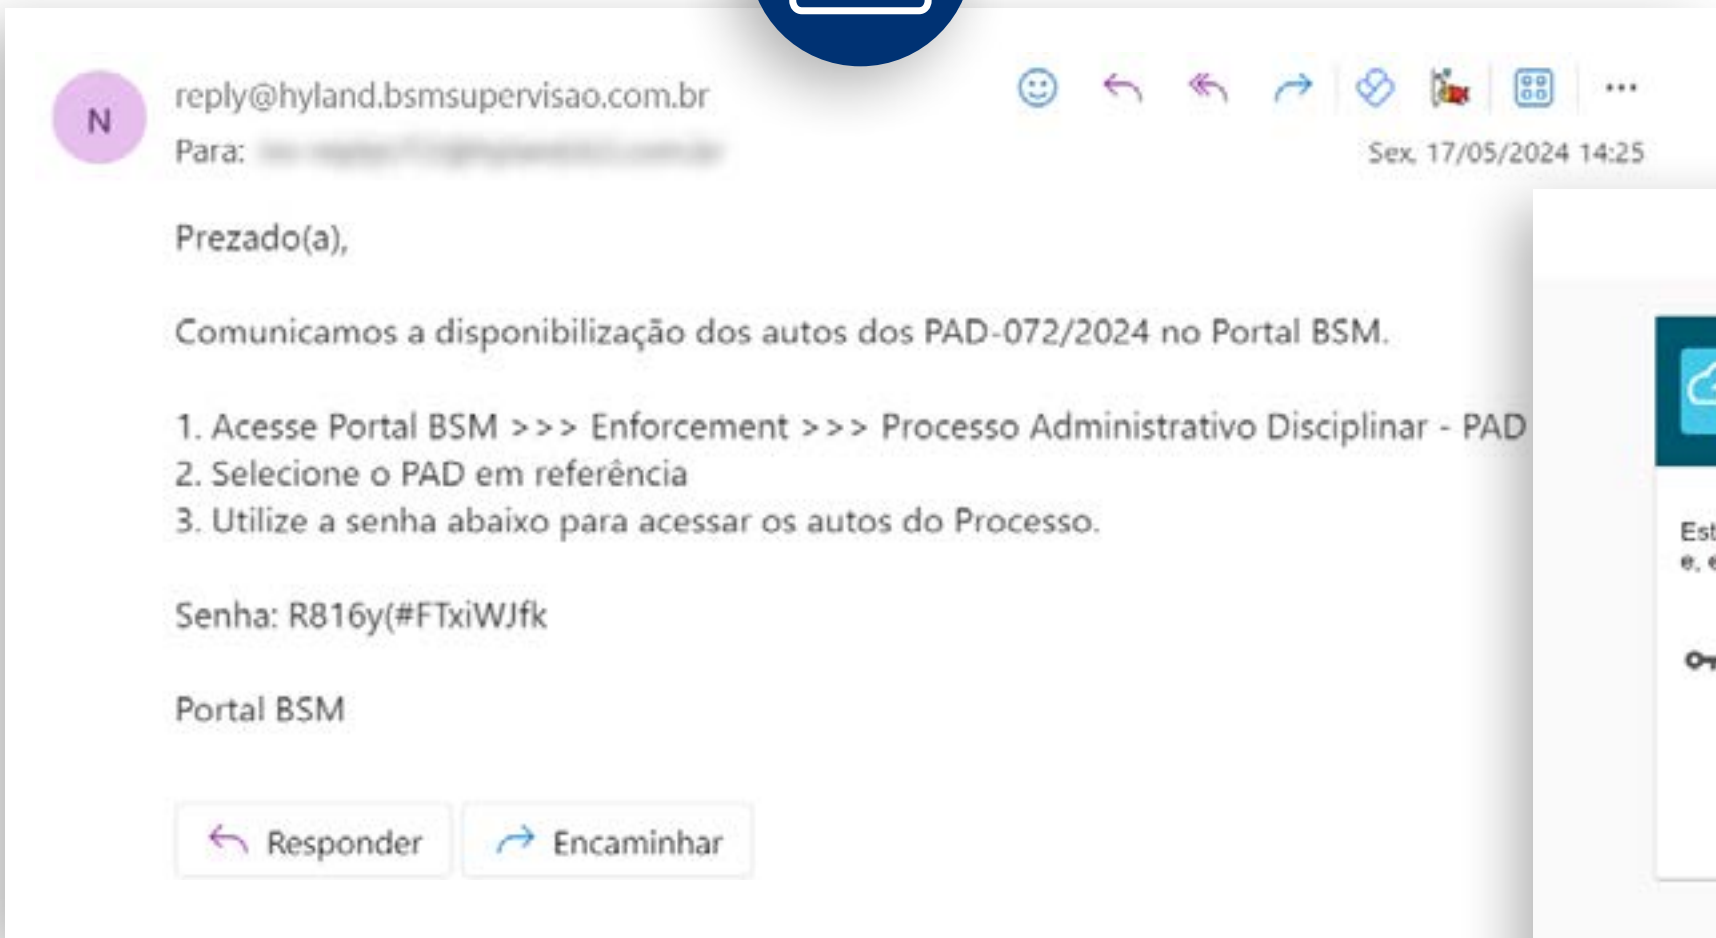 N
reply@hyland.bsmsupervisao.com.br
Para:
Sex, 17/05/2024 14:25
Prezado(a),
Comunicamos a disponibilização dos autos dos PAD-072/2024 no Portal BSM.
1. Acesse Portal BSM >>> Enforcement >>> Processo Administrativo Disciplinar - PAD
2. Selecione o PAD em referência
3. Utilize a senha abaixo para acessar os autos do Processo.
Senha: R816y(#FTxiWJfk
Portal BSM
Responder
Encaminhar
Est
e, e